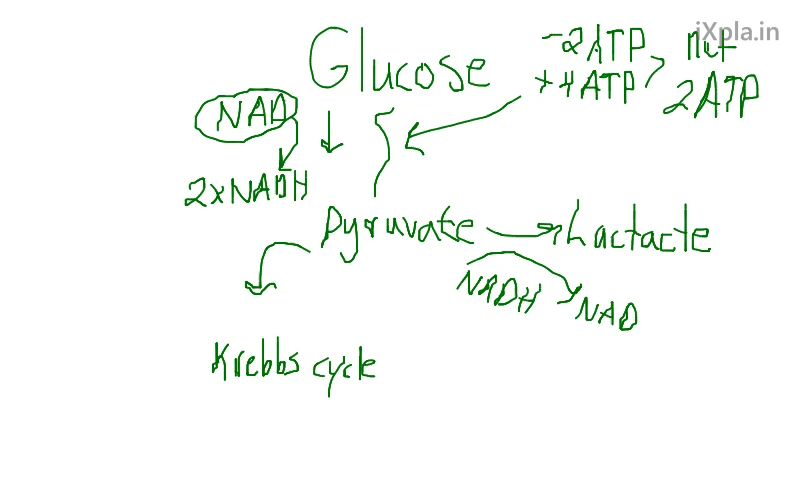 iXpla.in
Glucose
-2ATP
+4ATP
net
2ATP
NAD
2xNADH
Pyruvate
Lactacte
NADH
NAD
Krebbs cycle